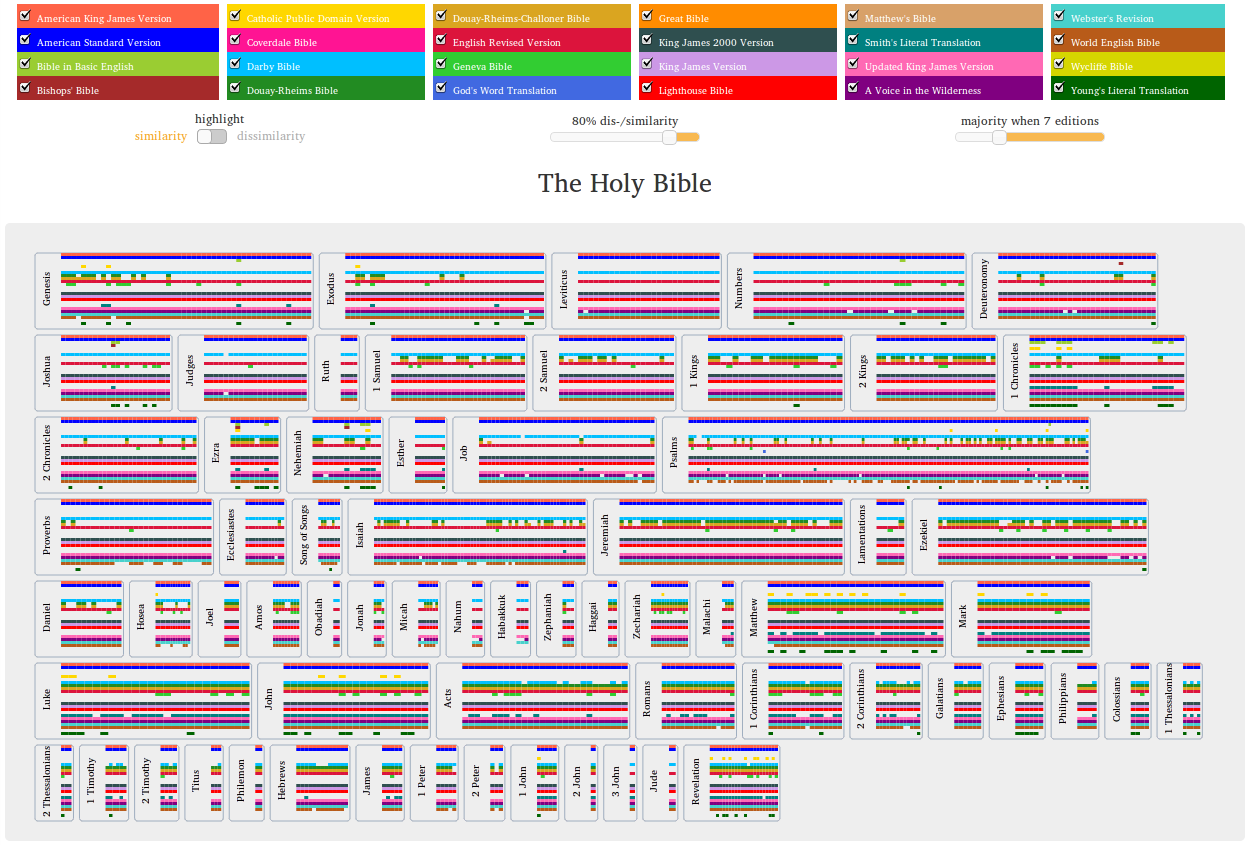 American King James Version Catholic Public Domain Version Douay-Rheims-Challoner Bible Great Bible Matthew's Bible Webster's Revision
American Standard Version Coverdale Bible English Revised Version King James 2000 Version Smith's Literal Translation World English Bible
Bible in Basic English Darby Bible Geneva Bible King James Version Updated King James Version Wycliffe Bible
Bishops' Bible Douay-Rheims Bible God's Word Translation Lighthouse Bible A Voice in the Wilderness Young's Literal Translation
highlight 80% dis-/similarity majority when 7 editions
similarity dissimilarity
The Holy Bible
Genesis Exodus Leviticus Numbers Deuteronomy
Joshua Judges Ruth 1 Samuel 2 Samuel 1 Kings 2 Kings 1 Chronicles
2 Chronicles Ezra Nehemiah Esther Job Psalms
Proverbs Ecclesiastes Song of Songs Isaiah Jeremiah Lamentations Ezekiel
Daniel Hosea Joel Amos Obadiah Jonah Micah Nahum Habakkuk Zephaniah Haggai Zechariah Malachi Matthew Mark
Luke John Acts Romans 1 Corinthians 2 Corinthians Galatians Ephesians Philippians Colossians 1 Thessalonians
2 Thessalonians 1 Timothy 2 Timothy Titus Philemon Hebrews James 1 Peter 2 Peter 1 John 2 John 3 John Jude Revelation